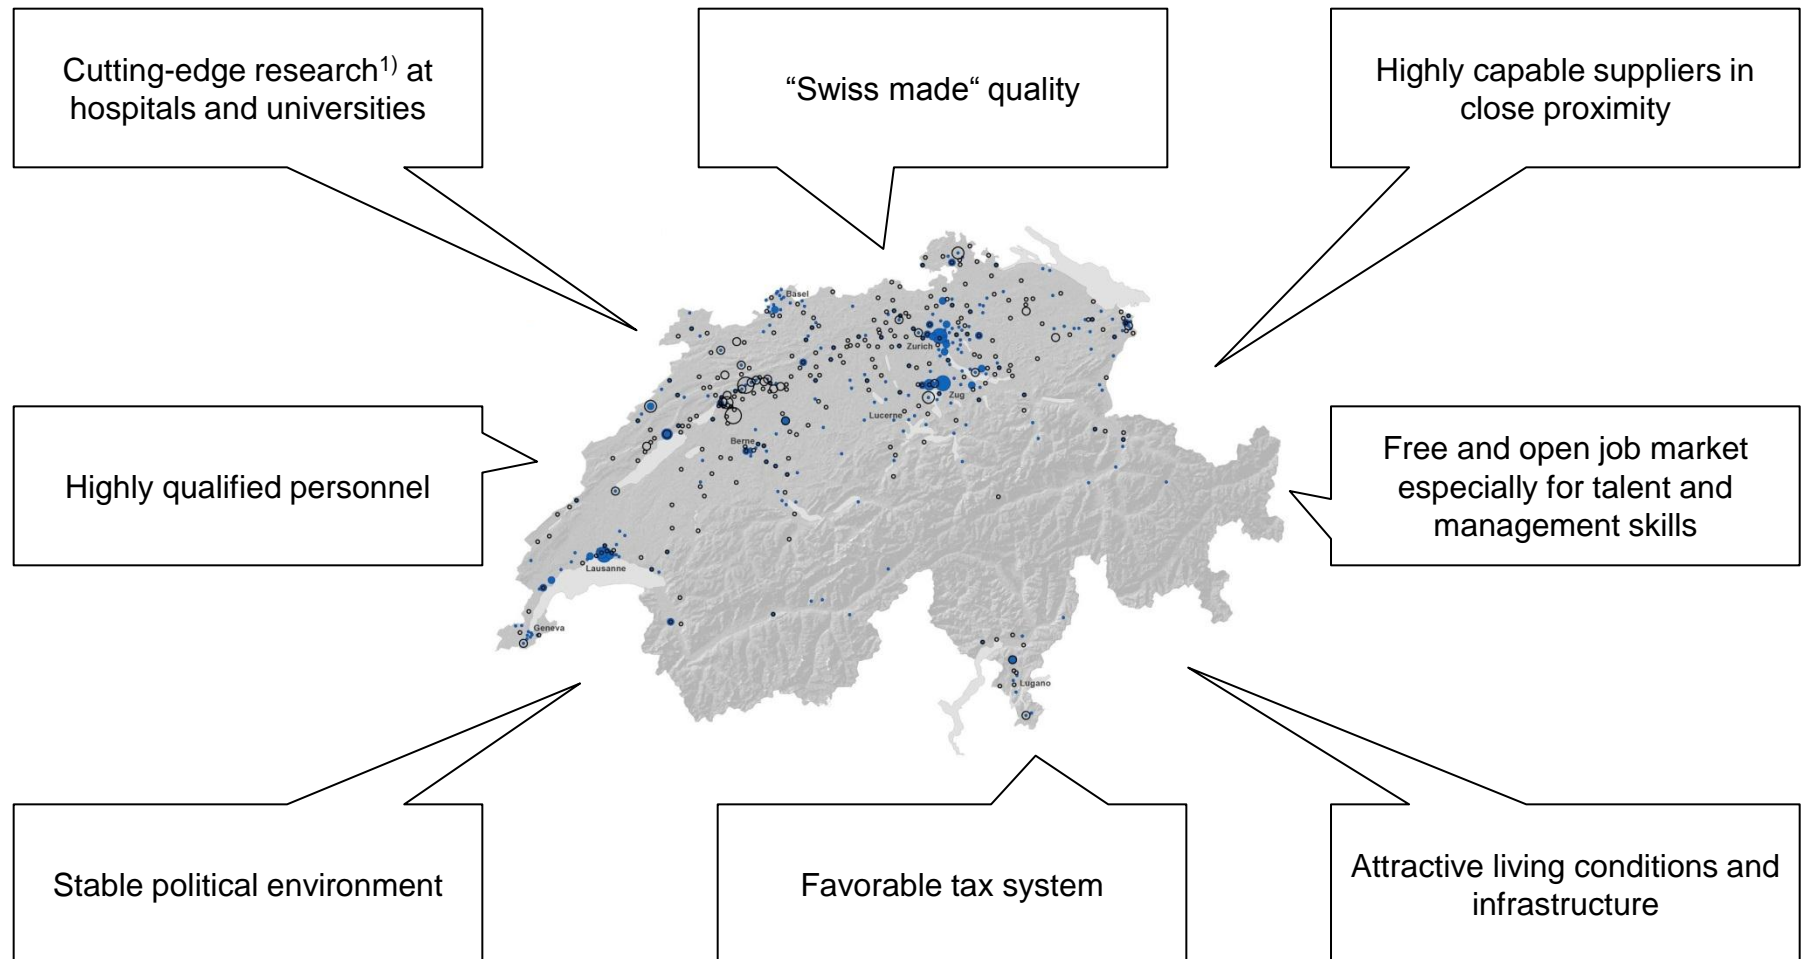 Cutting-edge research1) at
hospitals and universities
“Swiss made“ quality
Highly capable suppliers in
close proximity
Basel
Zurich
Zug
Lucerne
Berne
Highly qualified personnel
Free and open job market
especially for talent and
management skills
Lausanne
Geneva
Lugano
Stable political environment
Favorable tax system
Attractive living conditions and
infrastructure